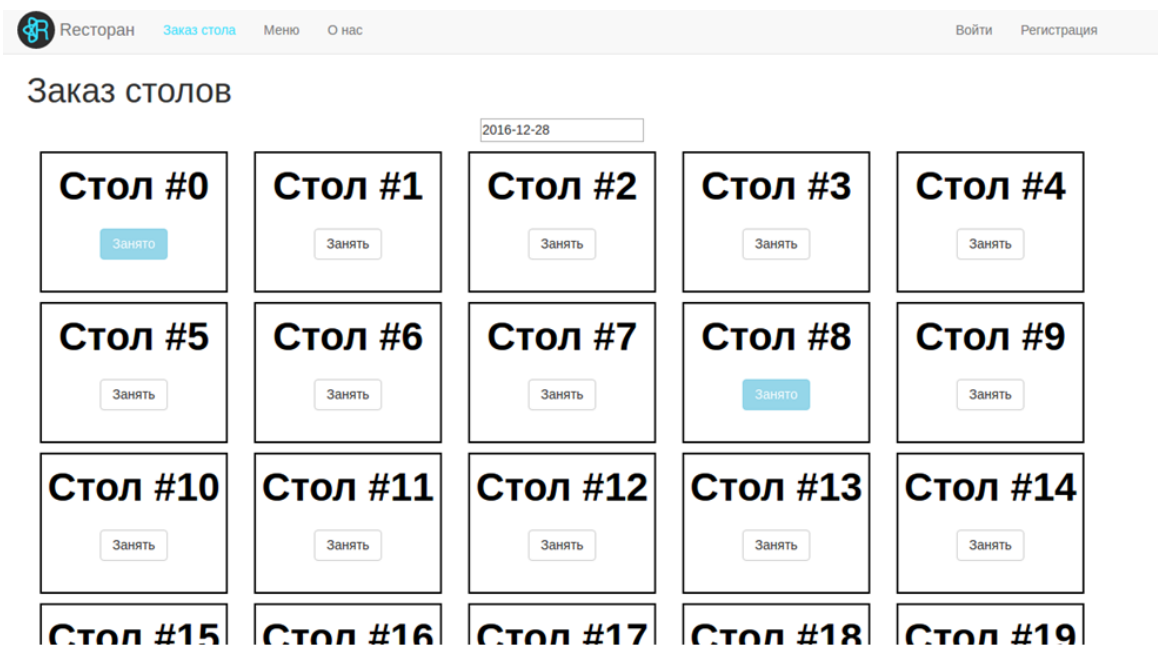 Rесторан Заказ стола Меню О нас Войти Регистрация
Заказ столов
2016-12-28
Стол #0 Стол #1 Стол #2 Стол #3 Стол #4
Занято Занять Занять Занять Занять
Стол #5 Стол #6 Стол #7 Стол #8 Стол #9
Занять Занять Занять Занято Занять
Стол #10 Стол #11 Стол #12 Стол #13 Стол #14
Занять Занять Занять Занять Занять
Стол #15 Стол #16 Стол #17 Стол #18 Стол #19